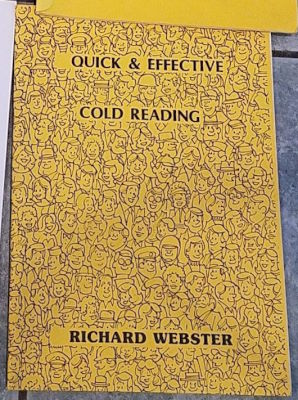 QUICK & EFFECTIVE
COLD READING
RICHARD WEBSTER